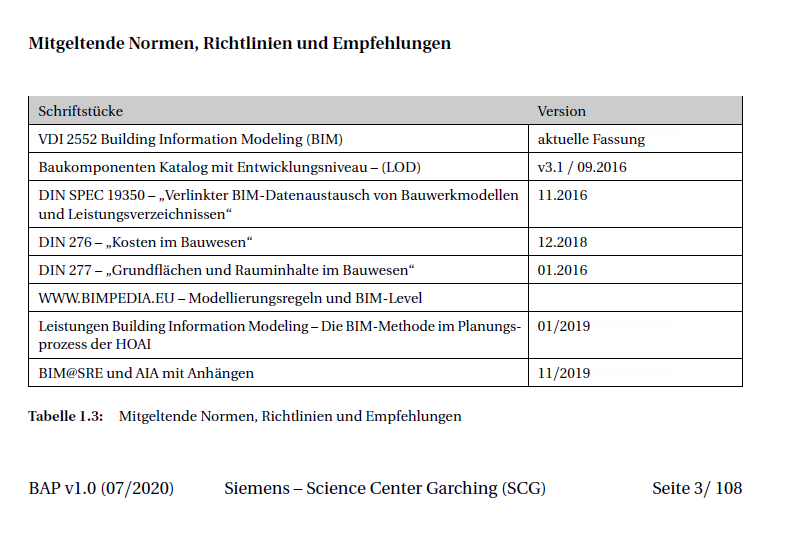 Mitgeltende Normen, Richtlinien und Empfehlungen
Schriftstücke Version
VDI 2552 Building Information Modeling (BIM) aktuelle Fassung
Baukomponenten Katalog mit Entwicklungsniveau – (LOD) v3.1 / 09.2016
DIN SPEC 19350 – „Verlinkter BIM-Datenaustausch von Bauwerkmodellen 11.2016
und Leistungsverzeichnissen“
DIN 276 – „Kosten im Bauwesen“ 12.2018
DIN 277 – „Grundflächen und Rauminhalte im Bauwesen“ 01.2016
WWW.BIMPEDIA.EU – Modellierungsregeln und BIM-Level
Leistungen Building Information Modeling – Die BIM-Methode im Planungs- 01/2019
prozess der HOAI
BIM@SRE und AIA mit Anhängen 11/2019
Tabelle 1.3: Mitgeltende Normen, Richtlinien und Empfehlungen
BAP v1.0 (07/2020) Siemens – Science Center Garching (SCG) Seite 3/ 108